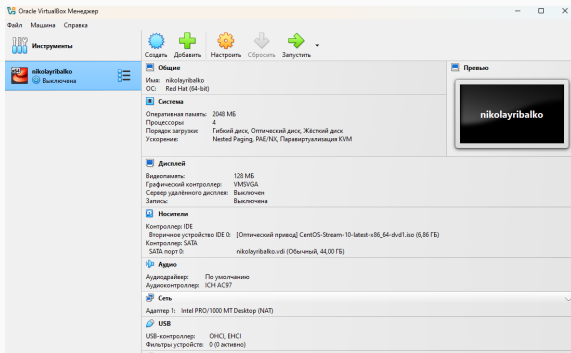 Oracle VirtualBox Менеджер
Файл Машина Справка
Инструменты
Создать Добавить Настроить Сбросить Запустить
nikolayribalko
Выключена
Общие
Имя: nikolayribalko
ОС: Red Hat (64-bit)
Превью
nikolayribalko
Система
Оперативная память: 2048 МБ
Процессоры: 4
Порядок загрузки: Гибкий диск, Оптический диск, Жёсткий диск
Ускорение: Nested Paging, PAE/NX, Паравиртуализация KVM
Дисплей
Видеопамять: 128 МБ
Графический контроллер: VMSVGA
Сервер удалённого дисплея: Выключен
Запись: Выключена
Носители
Контроллер: IDE
Вторичное устройство IDE 0: [Оптический привод] CentOS-Stream-10-latest-x86_64-dvd1.iso (6,86 ГБ)
Контроллер: SATA
SATA порт 0: nikolayribalko.vdi (Обычный, 44,00 ГБ)
Аудио
Аудиодрайвер: По умолчанию
Аудиоконтроллер: ICH AC97
Сеть
Адаптер 1: Intel PRO/1000 MT Desktop (NAT)
USB
USB-контроллер: OHCI, EHCI
Фильтры устройств: 0 (0 активно)